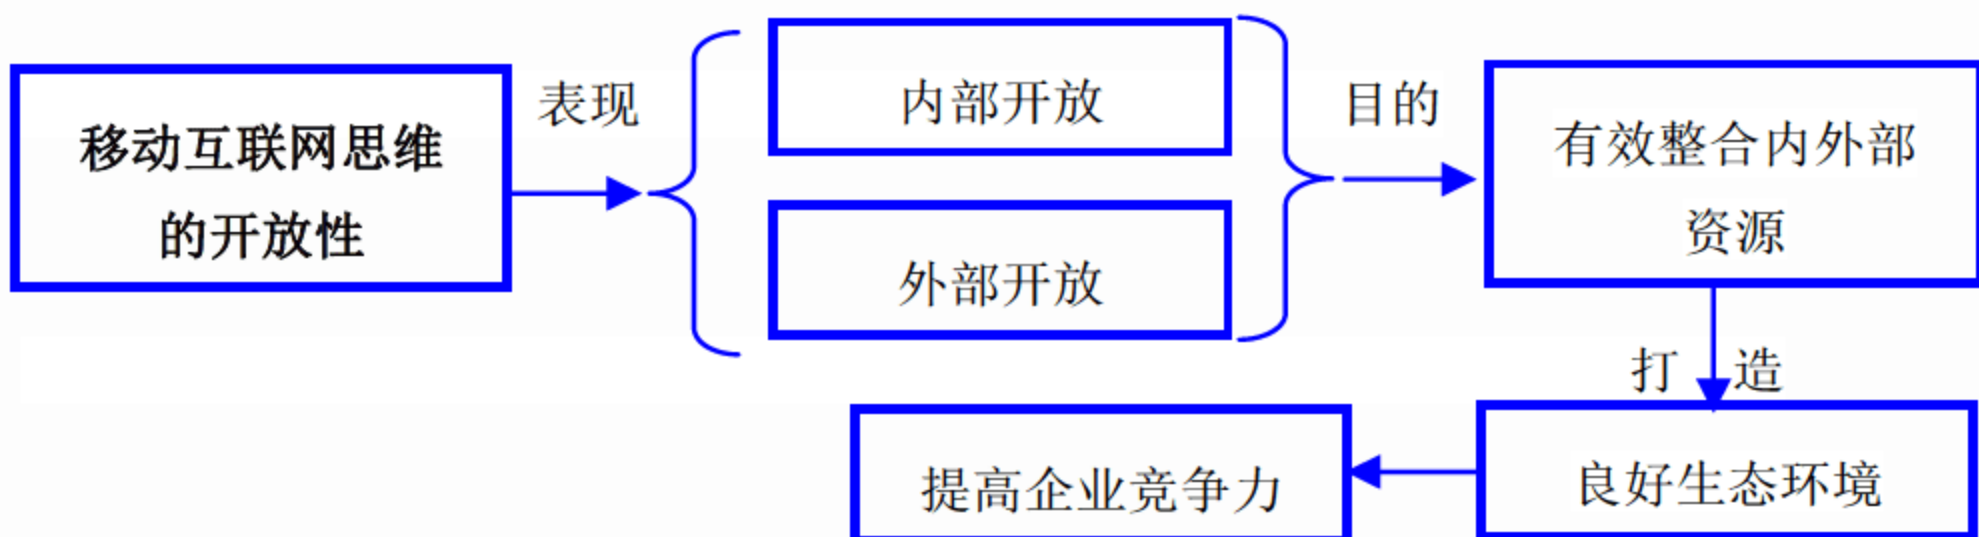 移动互联网思维
的开放性
表现
内部开放
外部开放
目的
有效整合内外部
资源
打 造
良好生态环境
提高企业竞争力